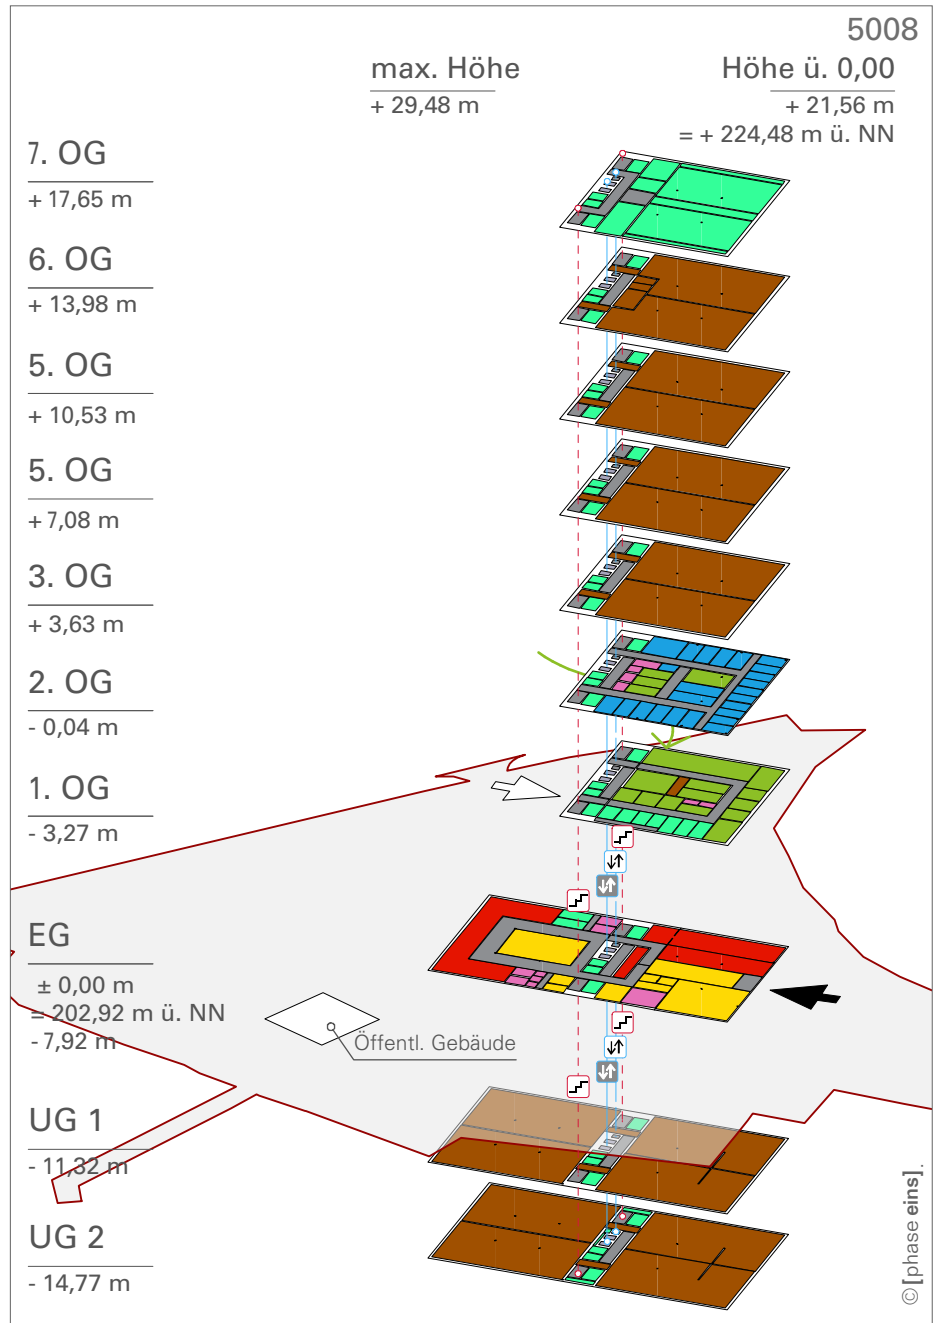 5008
max. Höhe
+ 29,48 m
Höhe ü. 0,00
+ 21,56 m
= + 224,48 m ü. NN
7. OG
+ 17,65 m
6. OG
+ 13,98 m
5. OG
+ 10,53 m
5. OG
+ 7,08 m
3. OG
+ 3,63 m
2. OG
- 0,04 m
1. OG
- 3,27 m
EG
± 0,00 m
= 202,92 m ü. NN
- 7,92 m
Öffentl. Gebäude
UG 1
- 11,32 m
UG 2
- 14,77 m
© [phase eins].